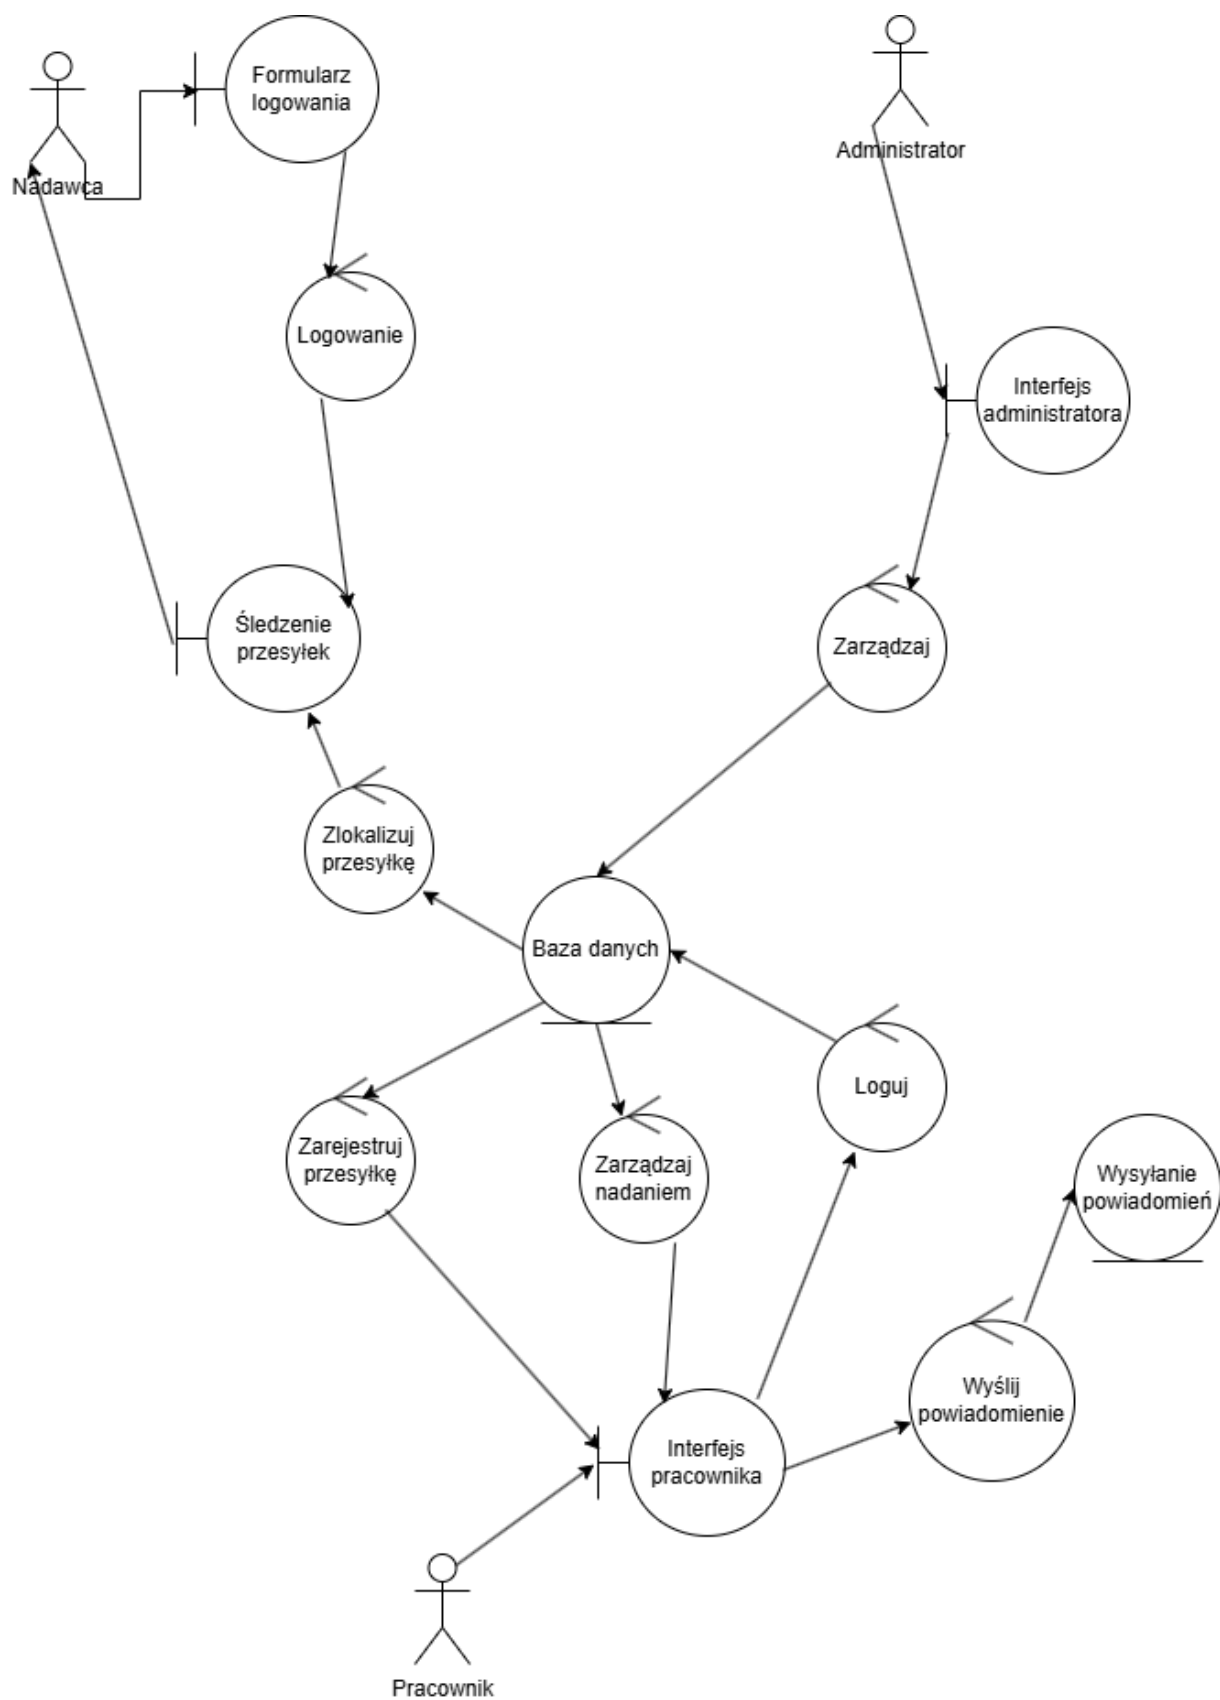 Formularz
logowania
Administrator
Nadawca
Logowanie
Interfejs
administratora
Śledzenie
przesyłek
Zarządzaj
Zlokalizuj
przesyłkę
Baza danych
Loguj
Zarejestruj
przesyłkę
Zarządzaj
nadaniem
Wysyłanie
powiadomień
Wyślij
powiadomienie
Interfejs
pracownika
Pracownik